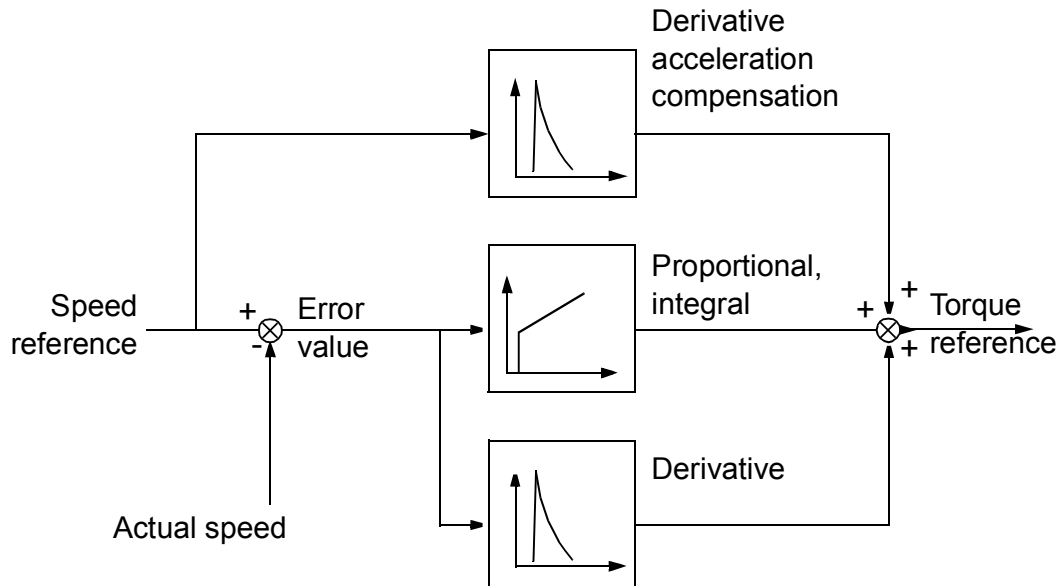 Derivative
acceleration
compensation
Proportional,
integral
Speed
reference
+
-
Error
value
+
+
+
Torque
reference
Derivative
Actual speed